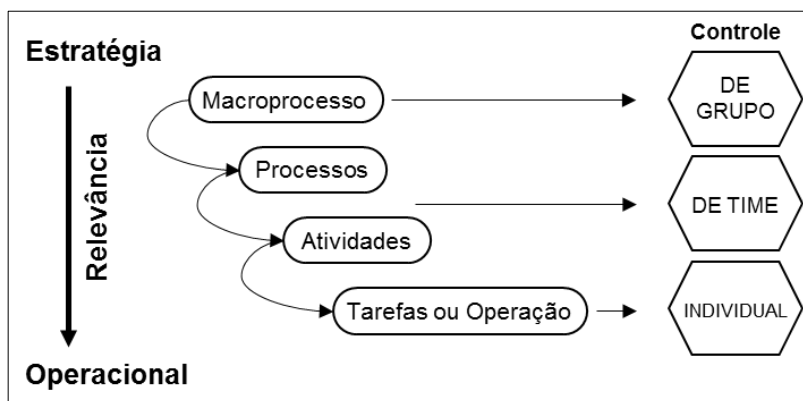 Controle
Estratégia
Macroprocesso
DE
GRUPO
Processos
Relevância
DE TIME
Atividades
Tarefas ou Operação
INDIVIDUAL
Operacional